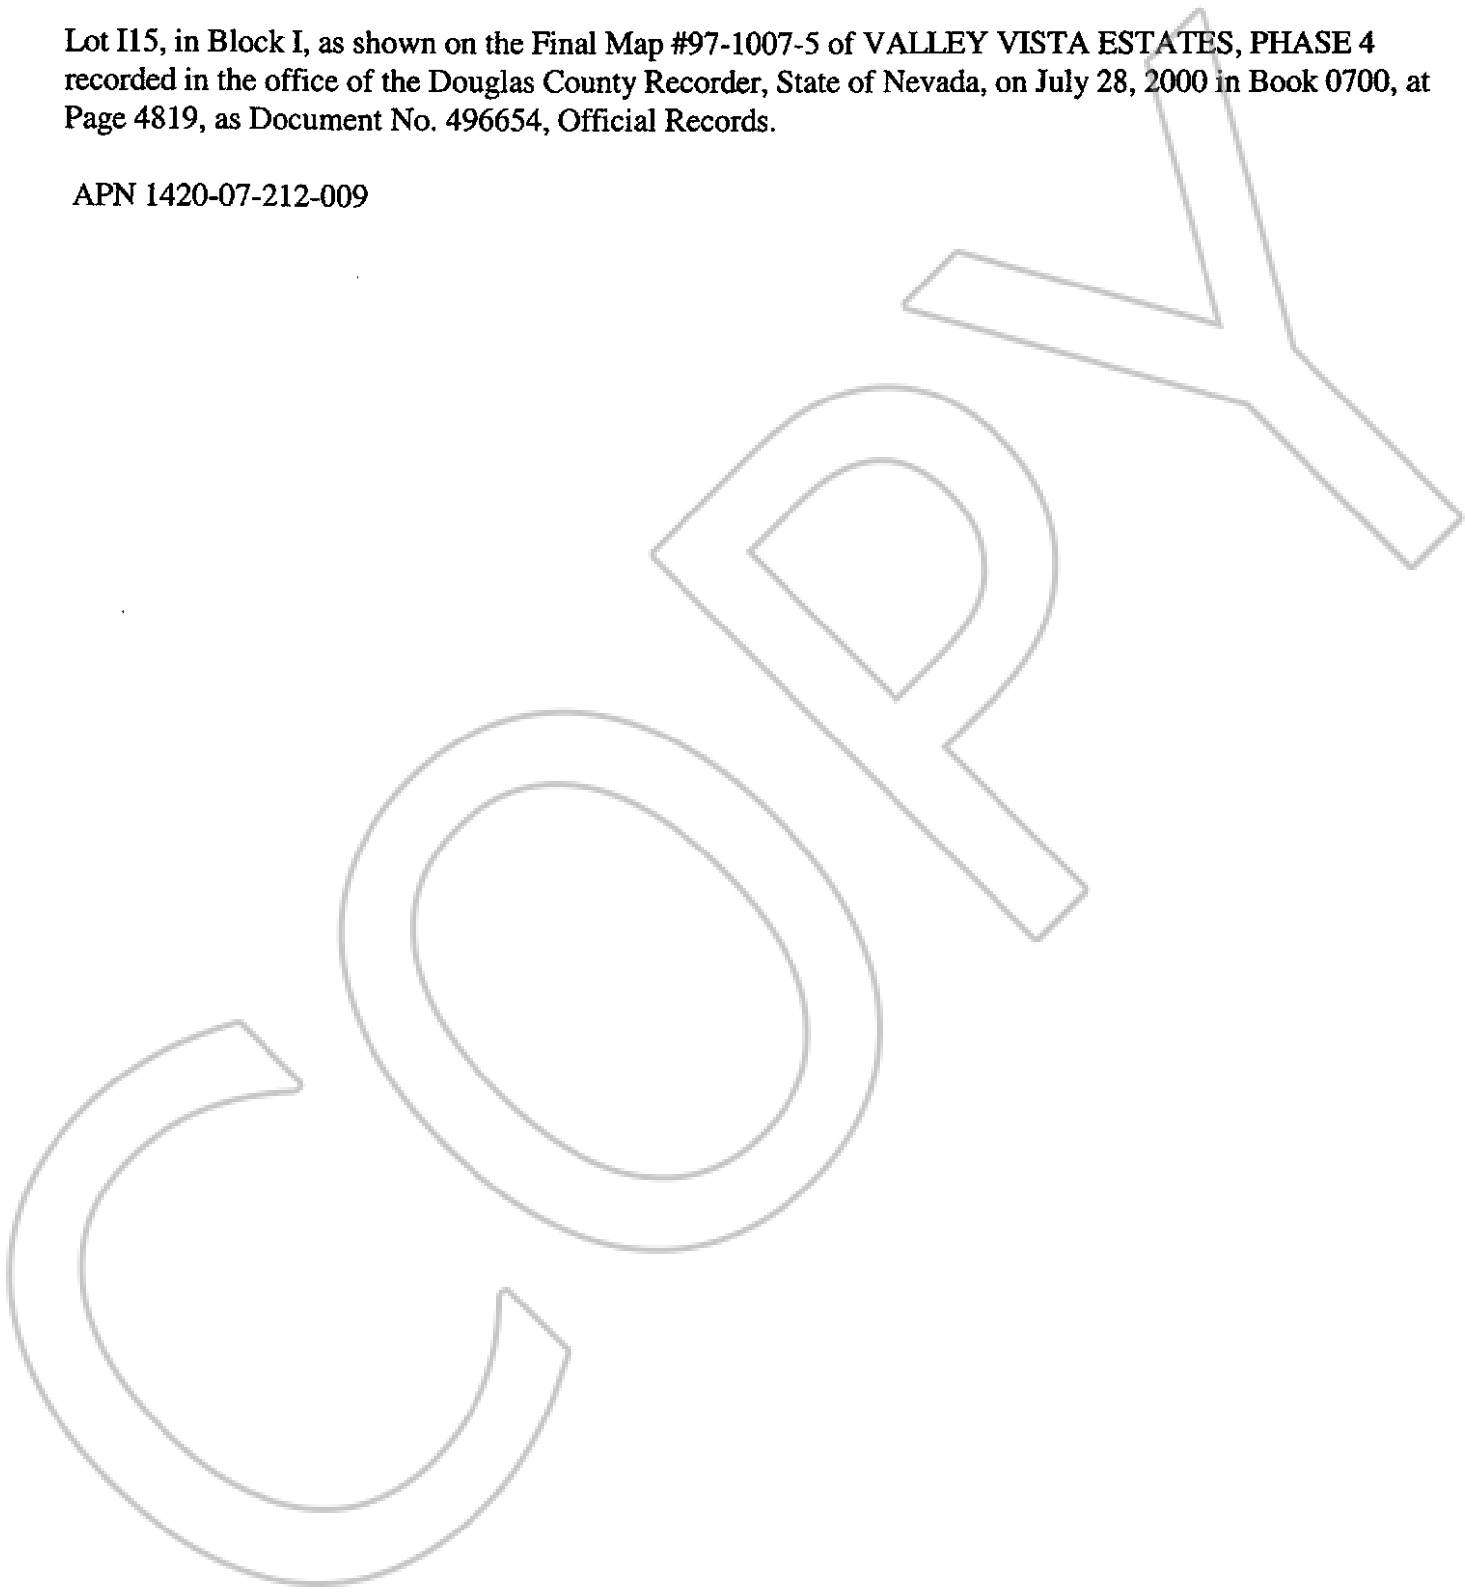 Lot I15, in Block I, as shown on the Final Map #97-1007-5 of VALLEY VISTA ESTATES, PHASE 4
recorded in the office of the Douglas County Recorder, State of Nevada, on July 28, 2000 in Book 0700, at
Page 4819, as Document No. 496654, Official Records.
APN 1420-07-212-009
COPY